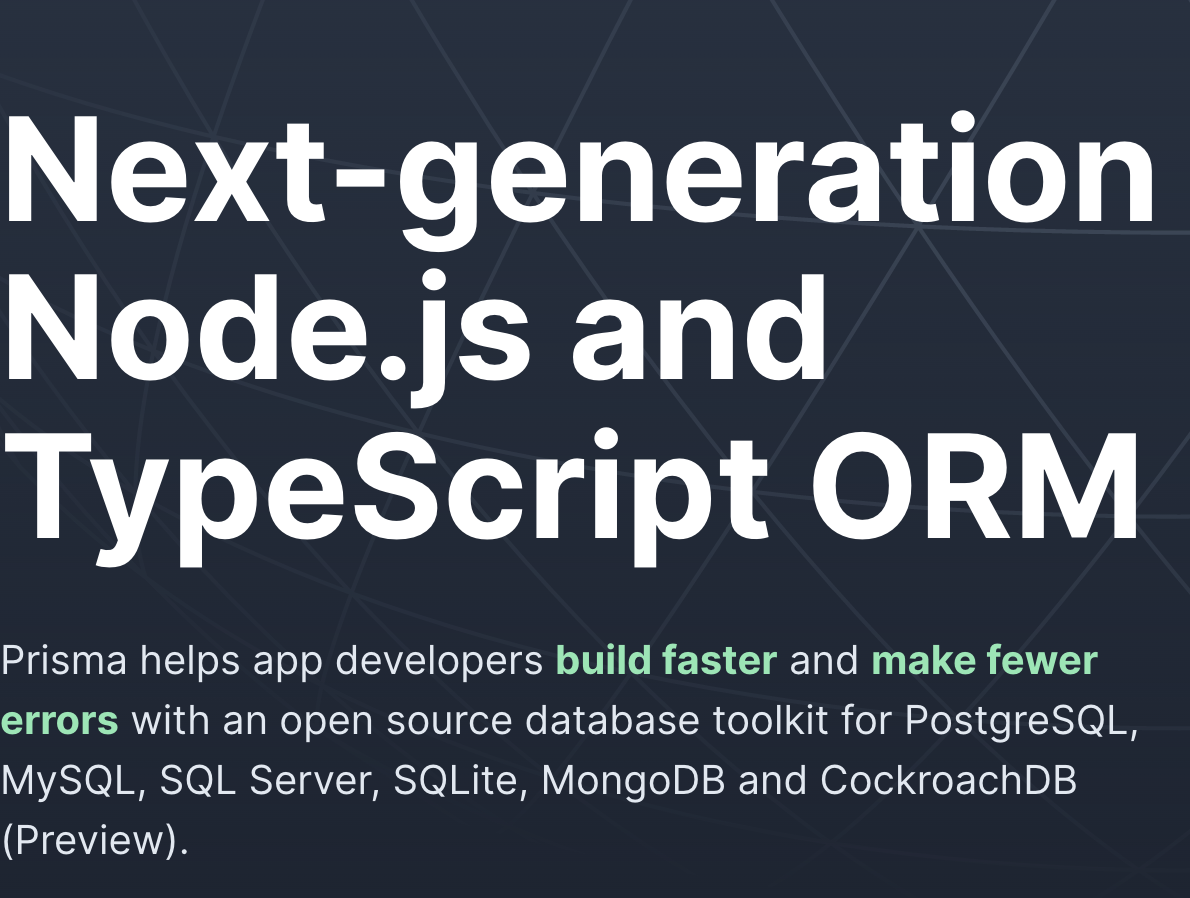 Next-generation
Node.js and
TypeScript ORM
Prisma helps app developers build faster and make fewer
errors with an open source database toolkit for PostgreSQL,
MySQL, SQL Server, SQLite, MongoDB and CockroachDB
(Preview).